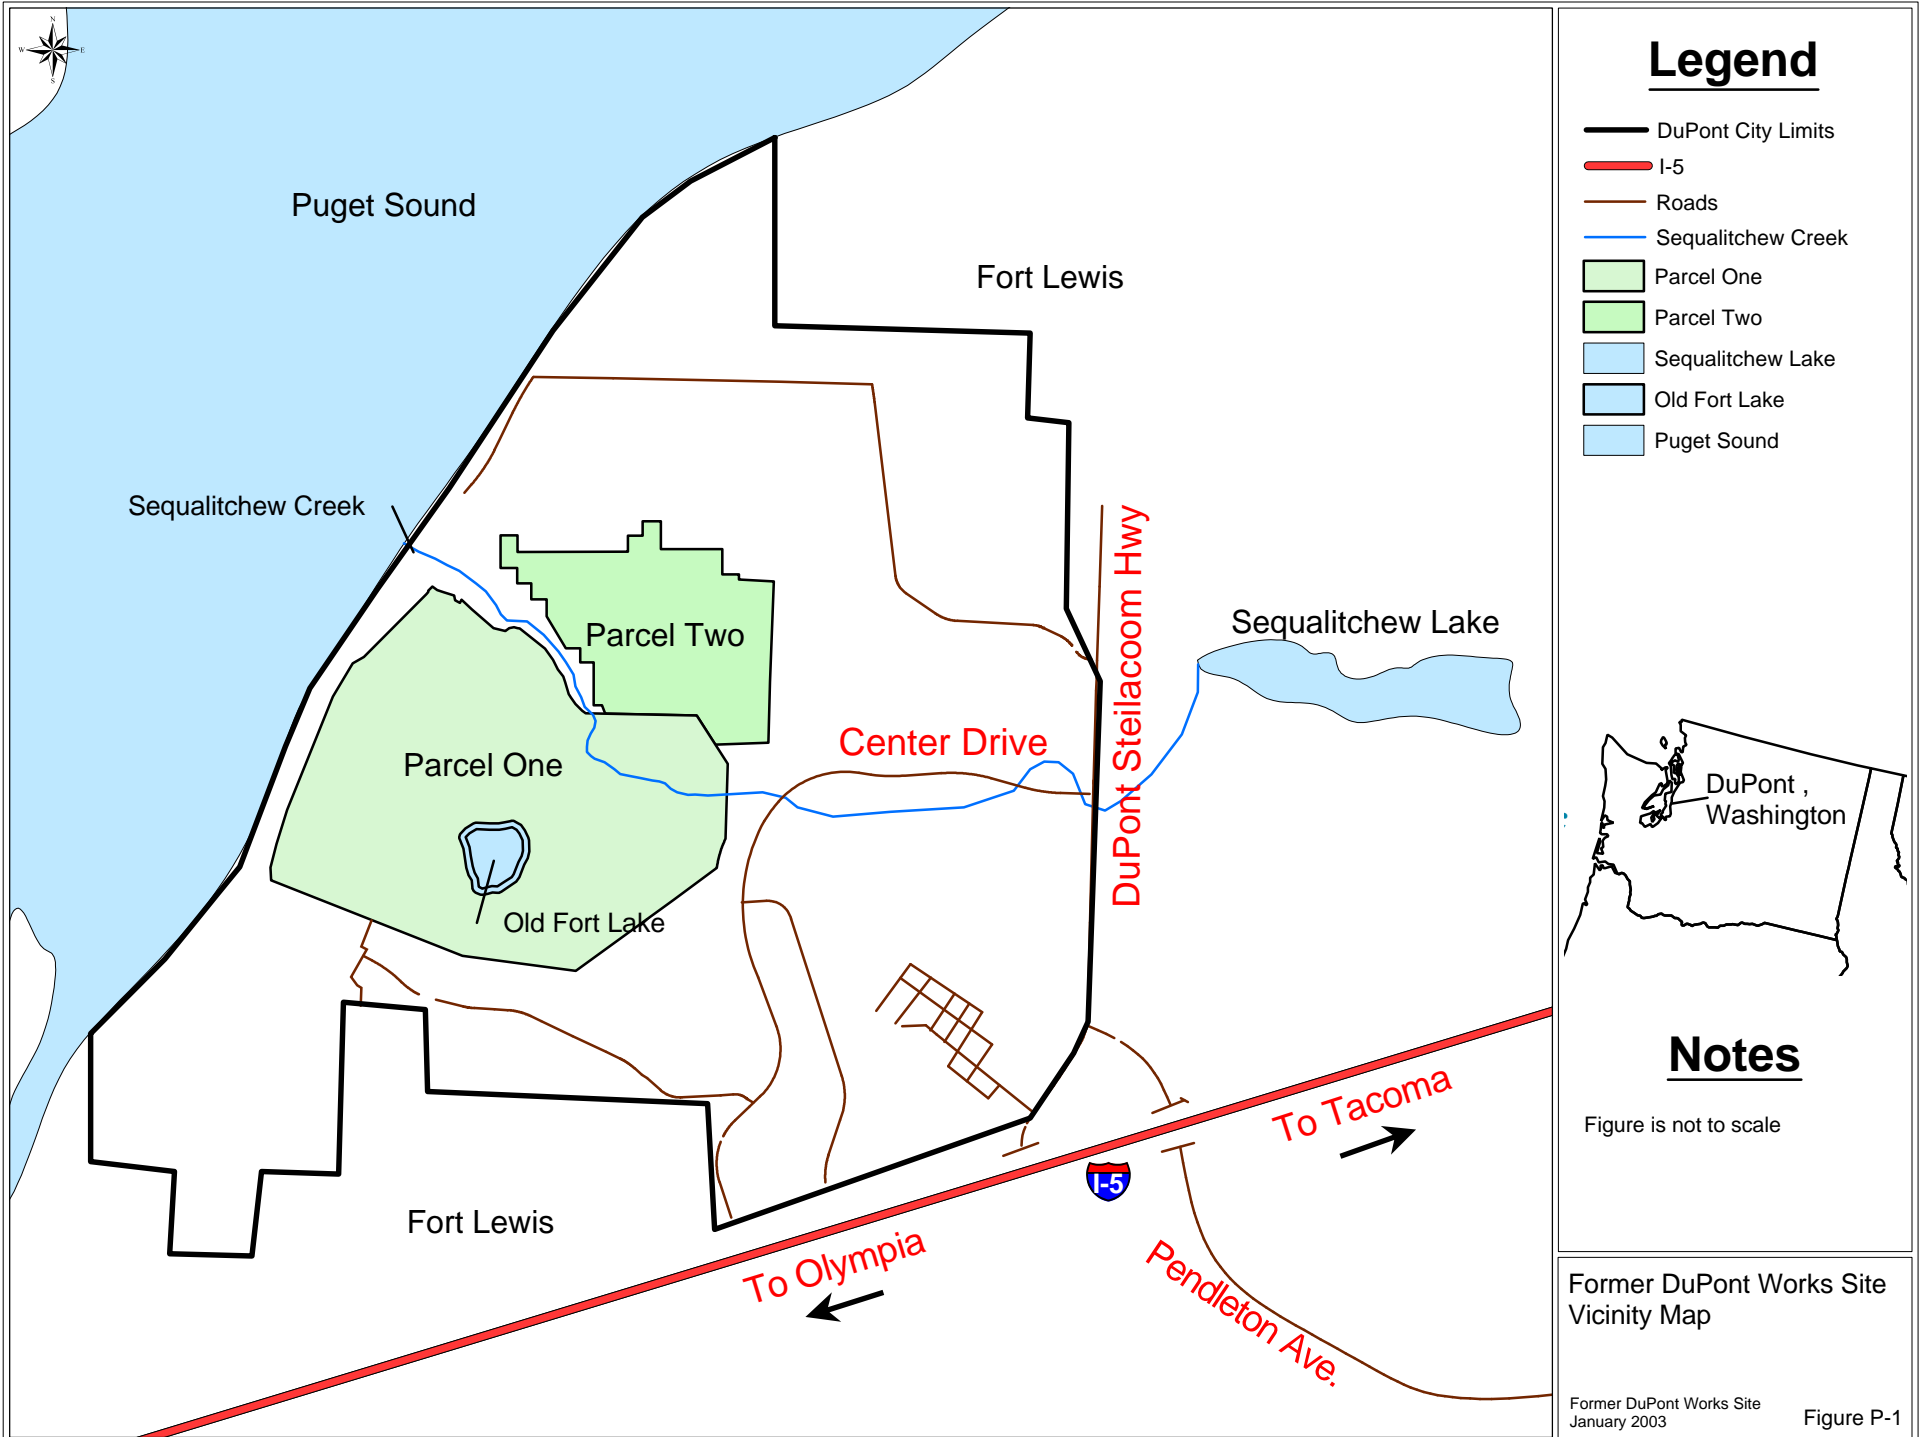 N
W
E
S
Puget Sound
Fort Lewis
Sequalitchew Creek
DuPont Steilacoom Hwy
Sequalitchew Lake
Parcel Two
Center Drive
Parcel One
Old Fort Lake
Fort Lewis
To Tacoma
I-5
To Olympia
Pendleton Ave.
Legend
DuPont City Limits
I-5
Roads
Sequalitchew Creek
Parcel One
Parcel Two
Sequalitchew Lake
Old Fort Lake
Puget Sound
DuPont ,
Washington
Notes
Figure is not to scale
Former DuPont Works Site
Vicinity Map
Former DuPont Works Site
January 2003
Figure P-1